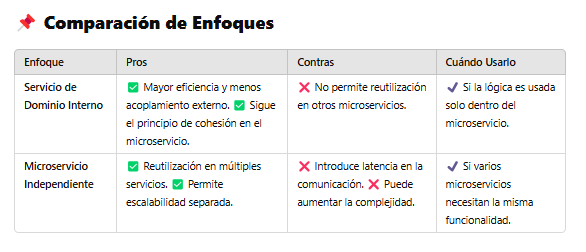 📌 Comparación de Enfoques
Enfoque Pros Contras Cuándo Usarlo
Servicio de
Dominio Interno
✅ Mayor eficiencia y menos
acoplamiento externo. ✅ Sigue
el principio de cohesión en el
microservicio.
❌ No permite reutilización
en otros microservicios.
✔ Si la lógica es usada
solo dentro del
microservicio.
Microservicio
Independiente
✅ Reutilización en múltiples
servicios. ✅ Permite
escalabilidad separada.
❌ Introduce latencia en la
comunicación. ❌ Puede
aumentar la complejidad.
✔ Si varios
microservicios
necesitan la misma
funcionalidad.